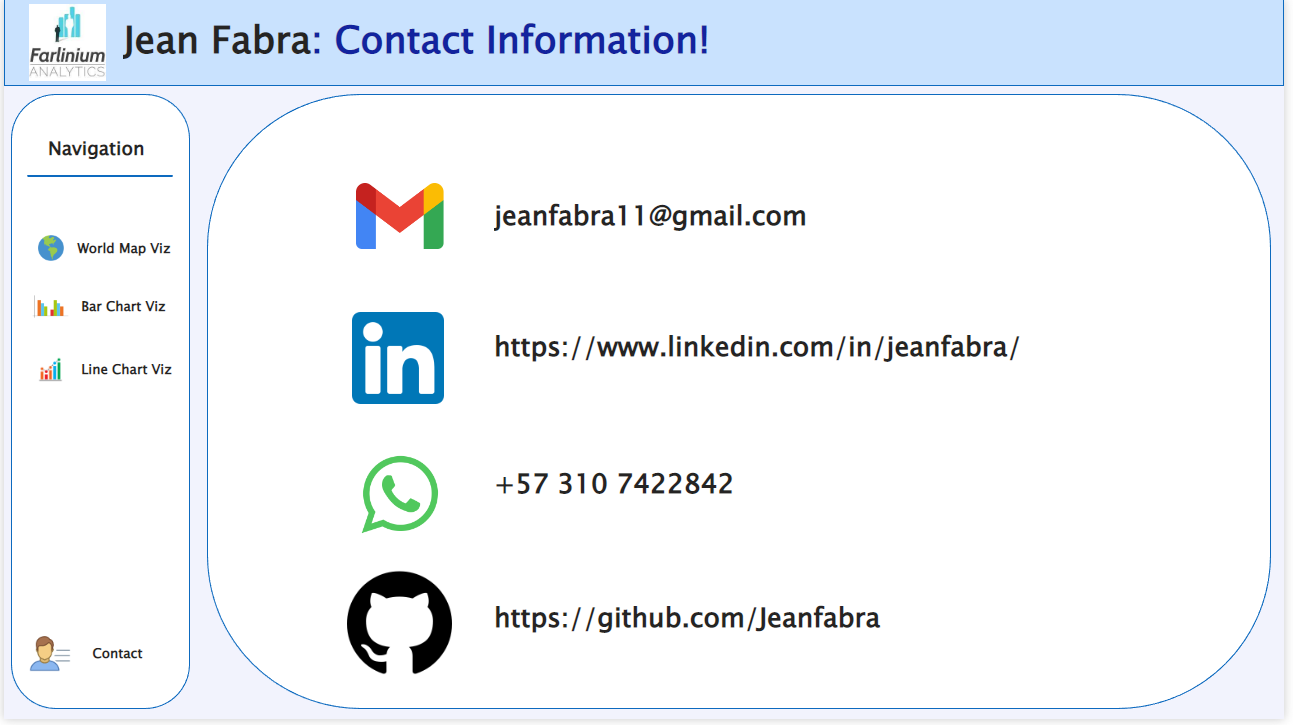 Farlinium
ANALYTICS
Jean Fabra: Contact Information!
Navigation
World Map Viz
Bar Chart Viz
Line Chart Viz
Contact
jeanfabra11@gmail.com
in
https://www.linkedin.com/in/jeanfabra/
+57 310 7422842
https://github.com/Jeanfabra